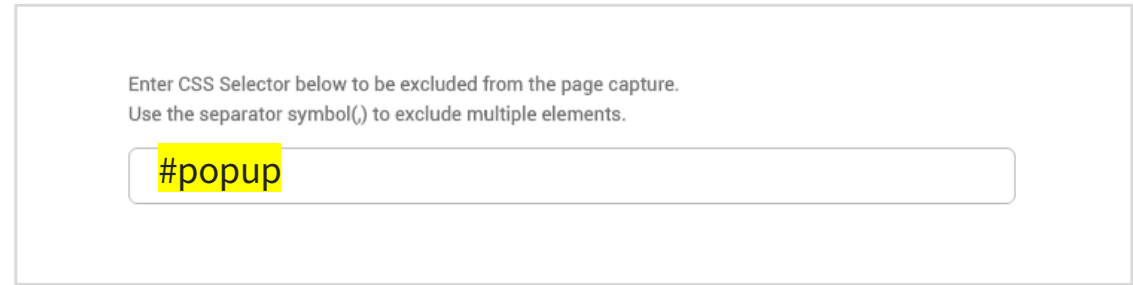 Enter CSS Selector below to be excluded from the page capture.
Use the separator symbol(,) to exclude multiple elements.
#popup